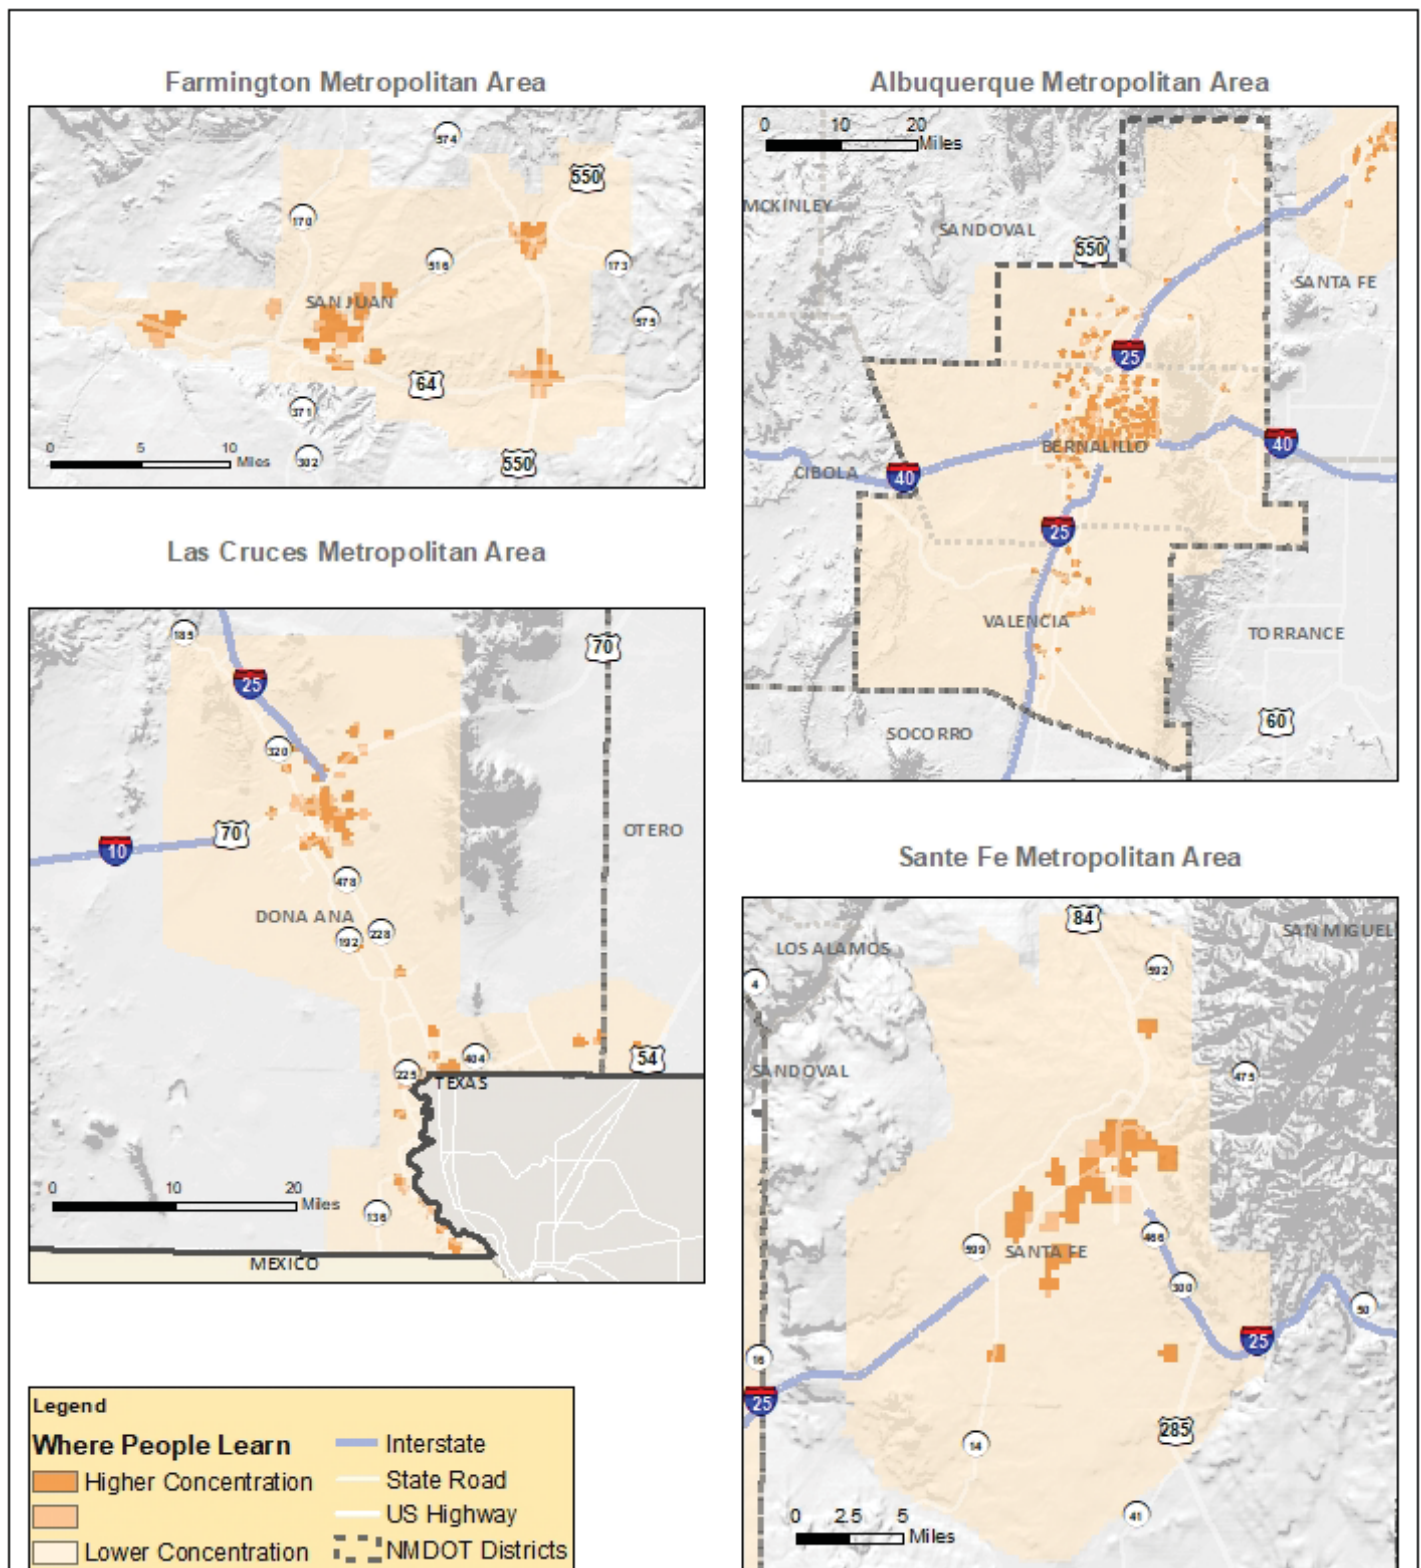 Farmington Metropolitan Area
574
550
170
516
173
SAN JUAN
575
64
371
0 5 10 Miles
302
550
Albuquerque Metropolitan Area
0 10 20 Miles
MCKINLEY
SANDOVAL
550
SANTA FE
25
BERNALILLO
40
CIBOLA
40
25
VALENCIA
TORRANCE
60
SOCORRO
Las Cruces Metropolitan Area
185
70
25
320
OTERO
70
10
478
DONA ANA
228
192
404
54
225
TEXAS
0 10 20 Miles
136
MEXICO
Sante Fe Metropolitan Area
84
SAN MIGUEL
LOS ALAMOS
592
4
SANDOVAL
475
466
599
SANTA FE
300
50
25
16
25
285
14
41
0 2.5 5 Miles
Legend
Where People Learn
Higher Concentration
Lower Concentration
Interstate
State Road
US Highway
NMDOT Districts